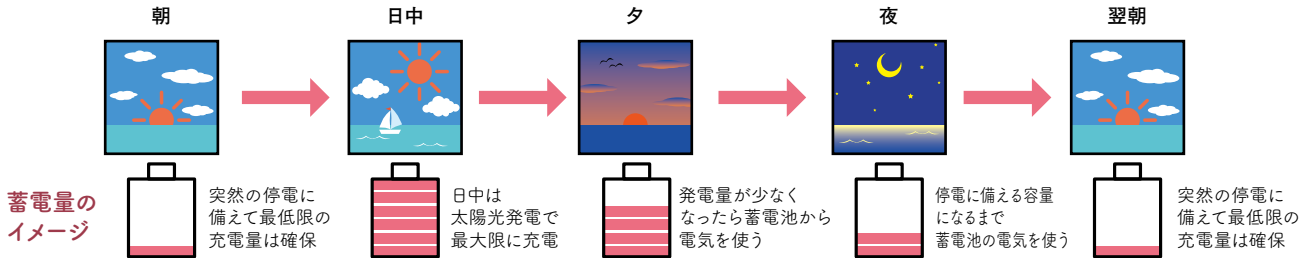 朝
日中
夕
夜
翌朝
蓄電量の
イメージ
突然の停電に
備えて最低限の
充電量は確保
日中は
太陽光発電で
最大限に充電
発電量が少なく
なったら蓄電池から
電気を使う
停電に備える容量
になるまで
蓄電池の電気を使う
突然の停電に
備えて最低限の
充電量は確保